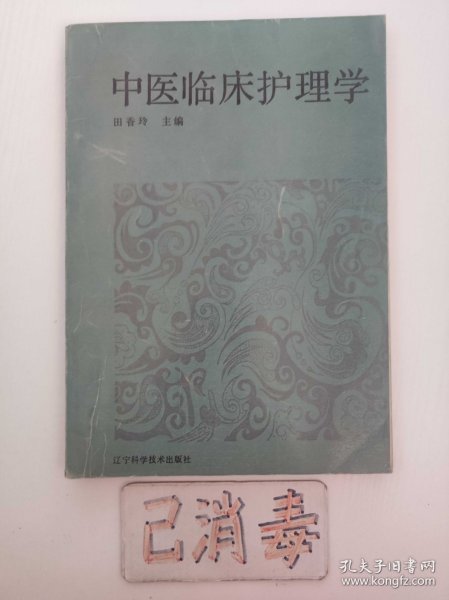 中医临床护理学
田香玲 主编
辽宁科学技术出版社
己消毒
孔夫子旧书网
www.kongfz.com